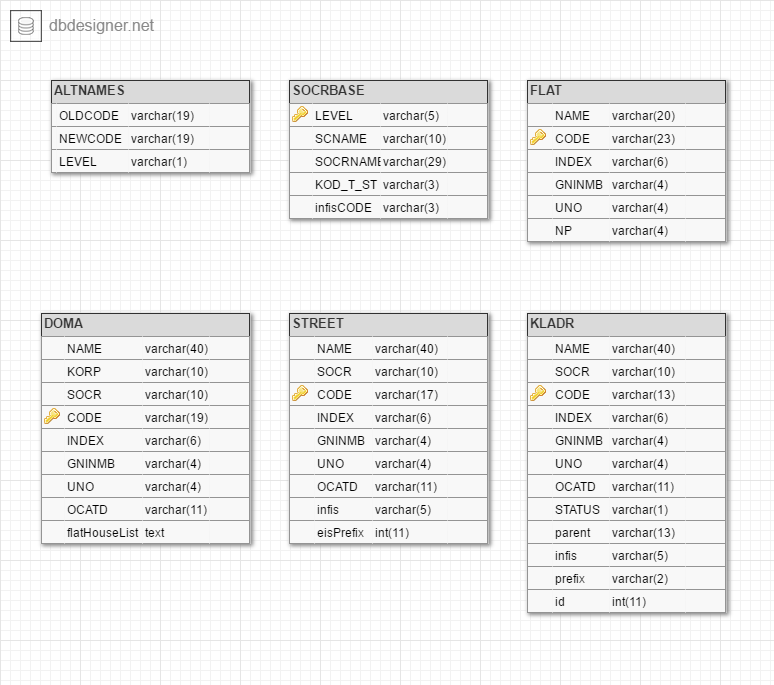 dbdesigner.net
ALTNAMES
OLDCODE varchar(19)
NEWCODE varchar(19)
LEVEL varchar(1)
SOCRBASE
LEVEL varchar(5)
SCNAME varchar(10)
SOCRNAME varchar(29)
KOD_T_ST varchar(3)
infisCODE varchar(3)
FLAT
NAME varchar(20)
CODE varchar(23)
INDEX varchar(6)
GNINMB varchar(4)
UNO varchar(4)
NP varchar(4)
DOMA
NAME varchar(40)
KORP varchar(10)
SOCR varchar(10)
CODE varchar(19)
INDEX varchar(6)
GNINMB varchar(4)
UNO varchar(4)
OCATD varchar(11)
flatHouseList text
STREET
NAME varchar(40)
SOCR varchar(10)
CODE varchar(17)
INDEX varchar(6)
GNINMB varchar(4)
UNO varchar(4)
OCATD varchar(11)
infis varchar(5)
eisPrefix int(11)
KLADR
NAME varchar(40)
SOCR varchar(10)
CODE varchar(13)
INDEX varchar(6)
GNINMB varchar(4)
UNO varchar(4)
OCATD varchar(11)
STATUS varchar(1)
parent varchar(13)
infis varchar(5)
prefix varchar(2)
id int(11)